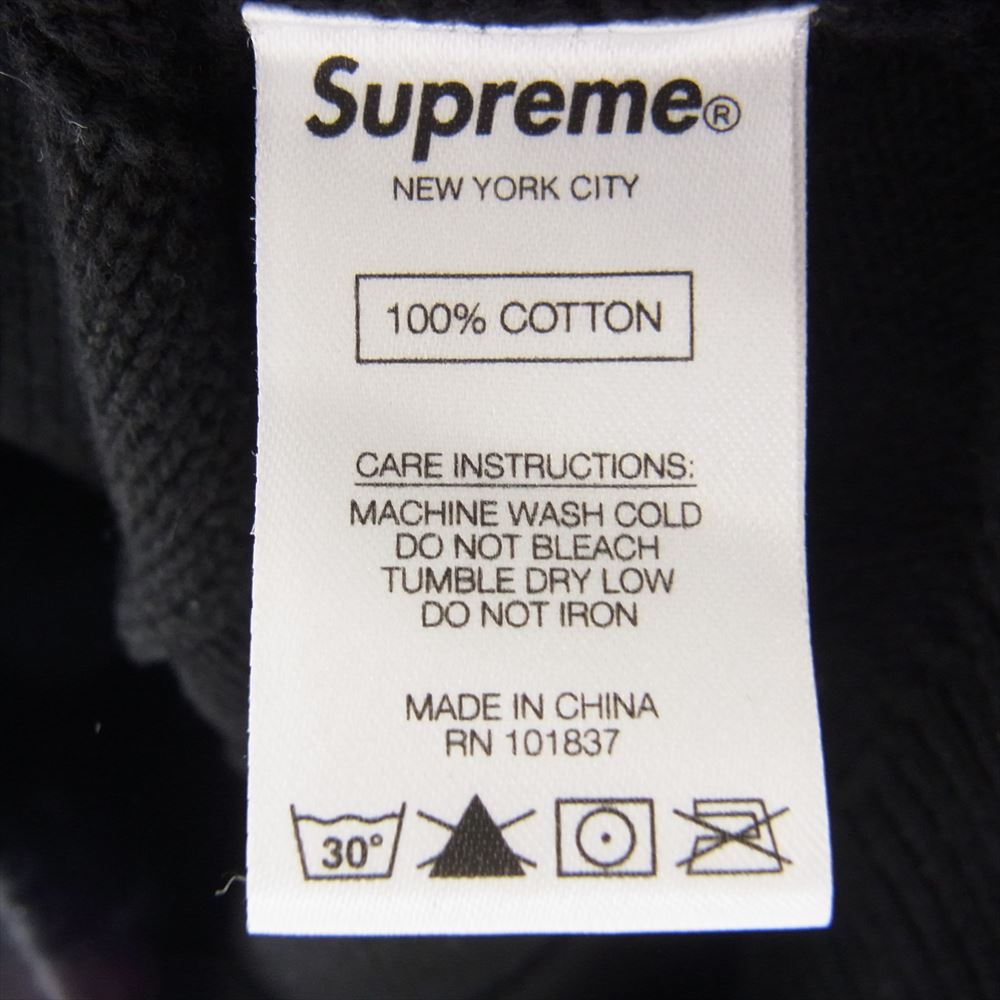 Supreme®
NEW YORK CITY
100% COTTON
CARE INSTRUCTIONS:
MACHINE WASH COLD
DO NOT BLEACH
TUMBLE DRY LOW
DO NOT IRON
MADE IN CHINA
RN 101837
30°